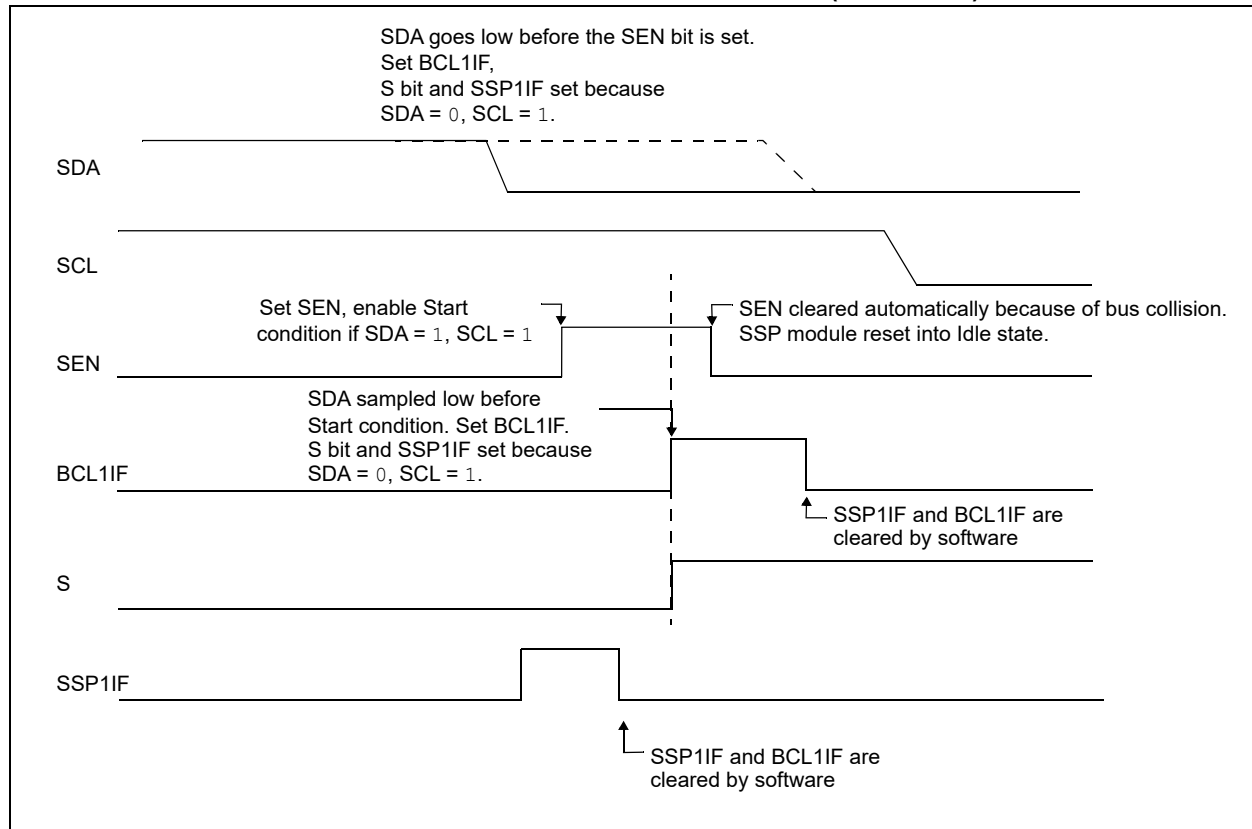 SDA goes low before the SEN bit is set.
Set BCL1IF,
S bit and SSP1IF set because
SDA = 0, SCL = 1.
SDA
SCL
Set SEN, enable Start
condition if SDA = 1, SCL = 1
SEN cleared automatically because of bus collision.
SSP module reset into Idle state.
SEN
SDA sampled low before
Start condition. Set BCL1IF.
S bit and SSP1IF set because
SDA = 0, SCL = 1.
BCL1IF
SSP1IF and BCL1IF are
cleared by software
S
SSP1IF
SSP1IF and BCL1IF are
cleared by software